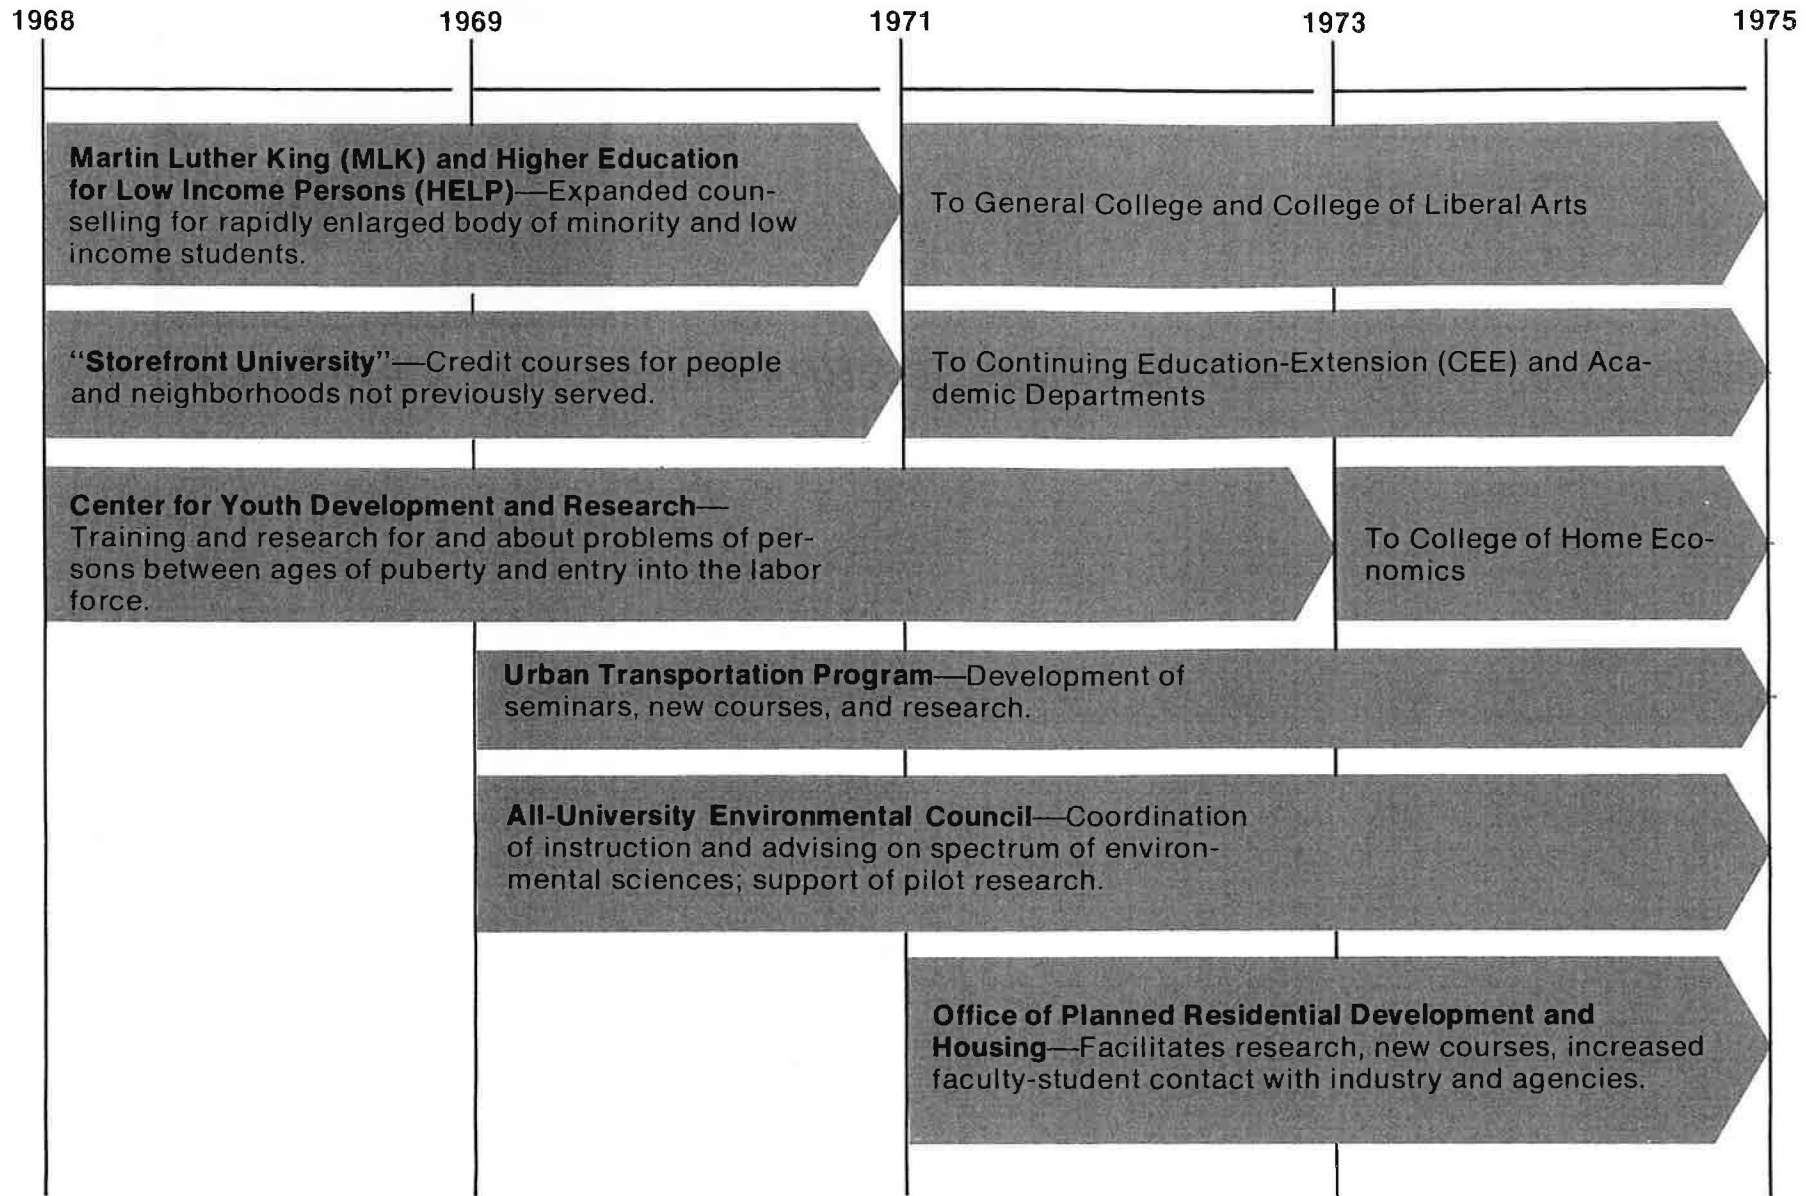 1968 1969 1971 1973 1975
Martin Luther King (MLK) and Higher Education
for Low Income Persons (HELP)—Expanded coun-
selling for rapidly enlarged body of minority and low
income students.
To General College and College of Liberal Arts
“Storefront University”—Credit courses for people
and neighborhoods not previously served.
To Continuing Education-Extension (CEE) and Aca-
demic Departments
Center for Youth Development and Research—
Training and research for and about problems of per-
sons between ages of puberty and entry into the labor
force.
To College of Home Eco-
nomics
Urban Transportation Program—Development of
seminars, new courses, and research.
All-University Environmental Council—Coordination
of instruction and advising on spectrum of environ-
mental sciences; support of pilot research.
Office of Planned Residential Development and
Housing—Facilitates research, new courses, increased
faculty-student contact with industry and agencies.